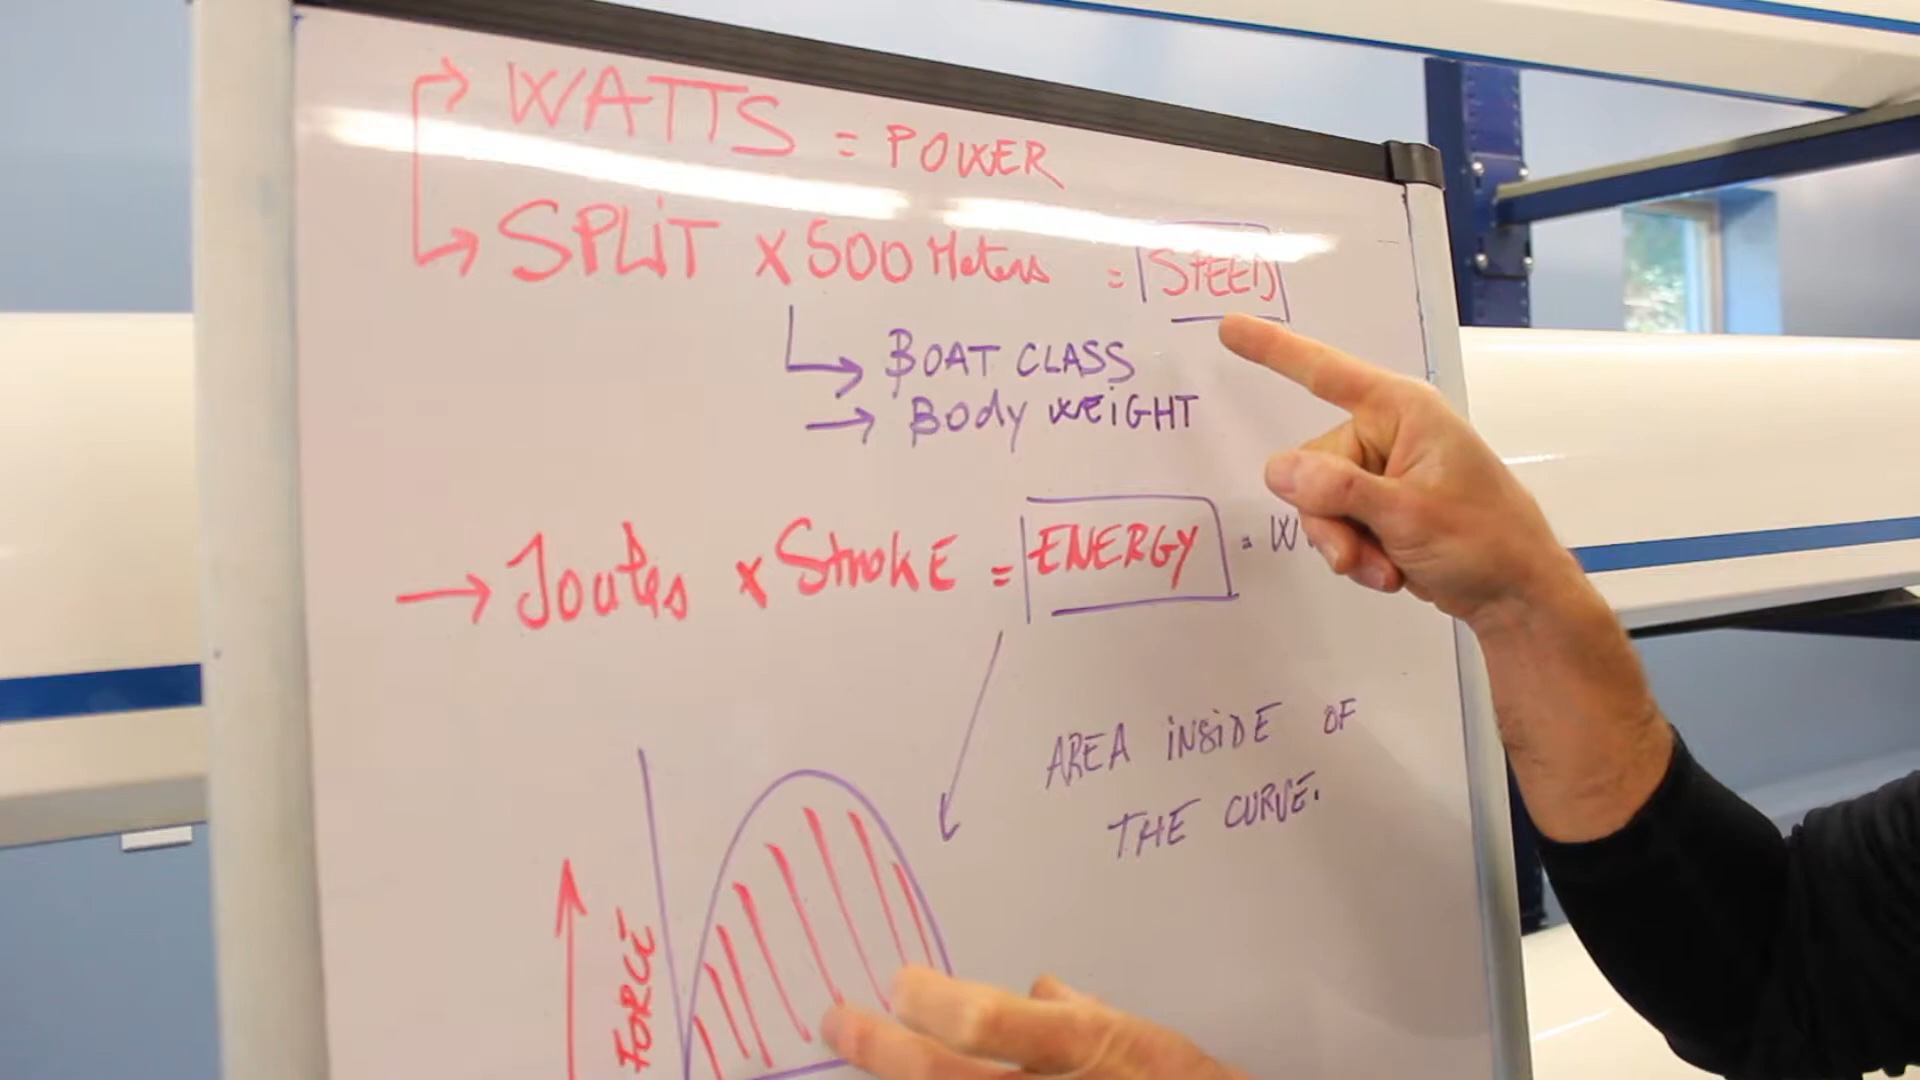 → WATTS = POWER
→ SPLiT x 500 Meters = SPEED
→ BOAT CLASS
→ Body WEiGHT
→ Joules x StrokE = ENERGY =
AREA iNSiDE OF
THE CURVE.
FORCE